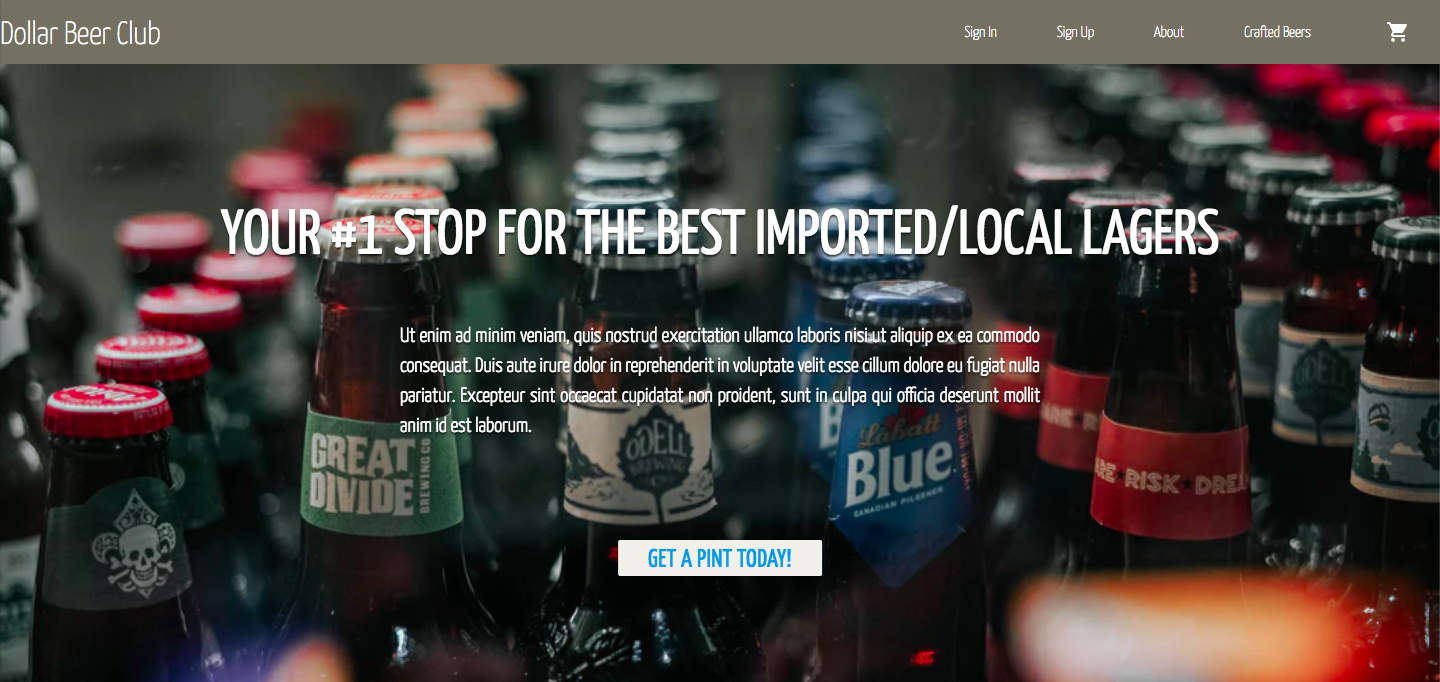 Dollar Beer Club
Sign In
Sign Up
About
Crafted Beers
YOUR #1 STOP FOR THE BEST IMPORTED/LOCAL LAGERS
Ut enim ad minim veniam, quis nostrud exercitation ullamco laboris nisi ut aliquip ex ea commodo
consequat. Duis aute irure dolor in reprehenderit in voluptate velit esse cillum dolore eu fugiat nulla
pariatur. Excepteur sint occaecat cupidatat non proident, sunt in culpa qui officia deserunt mollit
anim id est laborum.
GREAT
DIVIDE
BREWING CO
ODELL
BREWING
Labatt
Blue
CANADIAN PILSENER
RISK
GET A PINT TODAY!